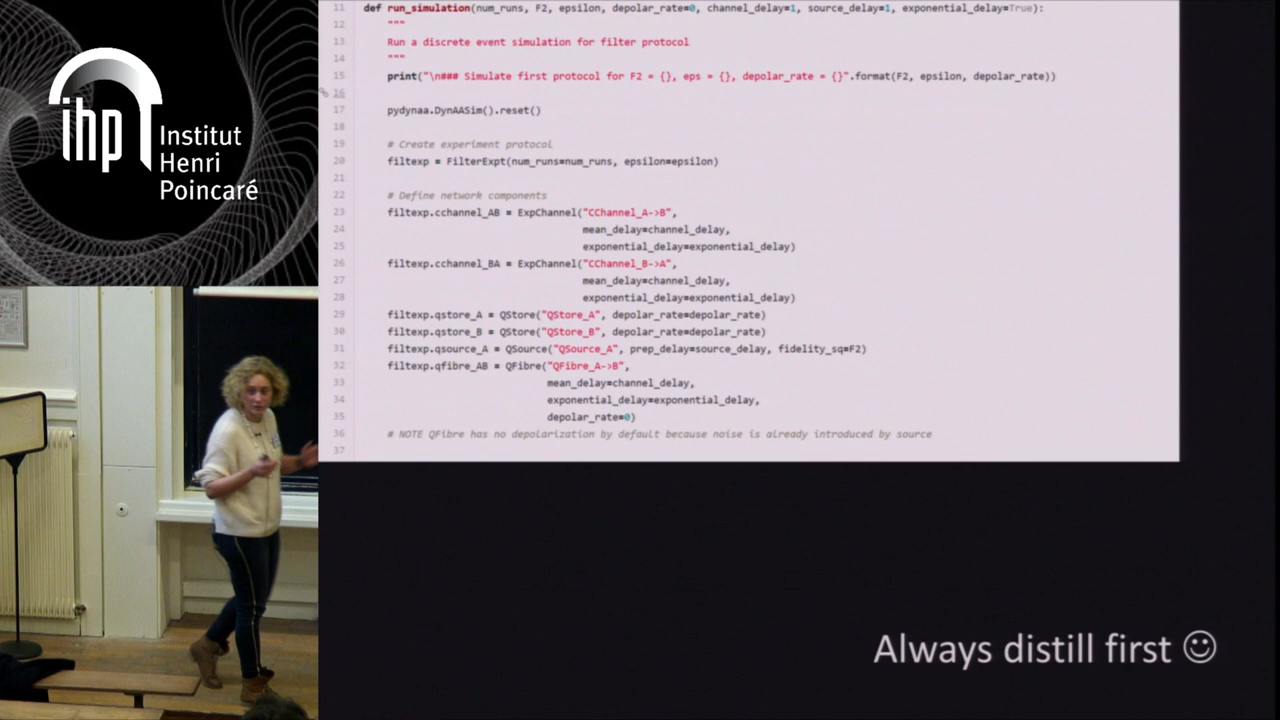 ihp Institut
Henri
Poincaré
11 def run_simulation(num_runs, F2, epsilon, depolar_rate=0, channel_delay=1, source_delay=1, exponential_delay=True):
12 """
13 Run a discrete event simulation for filter protocol
14 """
15 print("\n### Simulate first protocol for F2 = {}, eps = {}, depolar_rate = {}".format(F2, epsilon, depolar_rate))
16
17 pydynaa.DynAASim().reset()
18
19 # Create experiment protocol
20 filtexp = FilterExpt(num_runs=num_runs, epsilon=epsilon)
21
22 # Define network components
23 filtexp.cchannel_AB = ExpChannel("CChannel_A->B",
24 mean_delay=channel_delay,
25 exponential_delay=exponential_delay)
26 filtexp.cchannel_BA = ExpChannel("CChannel_B->A",
27 mean_delay=channel_delay,
28 exponential_delay=exponential_delay)
29 filtexp.qstore_A = QStore("QStore_A", depolar_rate=depolar_rate)
30 filtexp.qstore_B = QStore("QStore_B", depolar_rate=depolar_rate)
31 filtexp.qsource_A = QSource("QSource_A", prep_delay=source_delay, fidelity_sq=F2)
32 filtexp.qfibre_AB = QFibre("QFibre_A->B",
33 mean_delay=channel_delay,
34 exponential_delay=exponential_delay,
35 depolar_rate=0)
36 # NOTE QFibre has no depolarization by default because noise is already introduced by source
37
Always distill first ☺